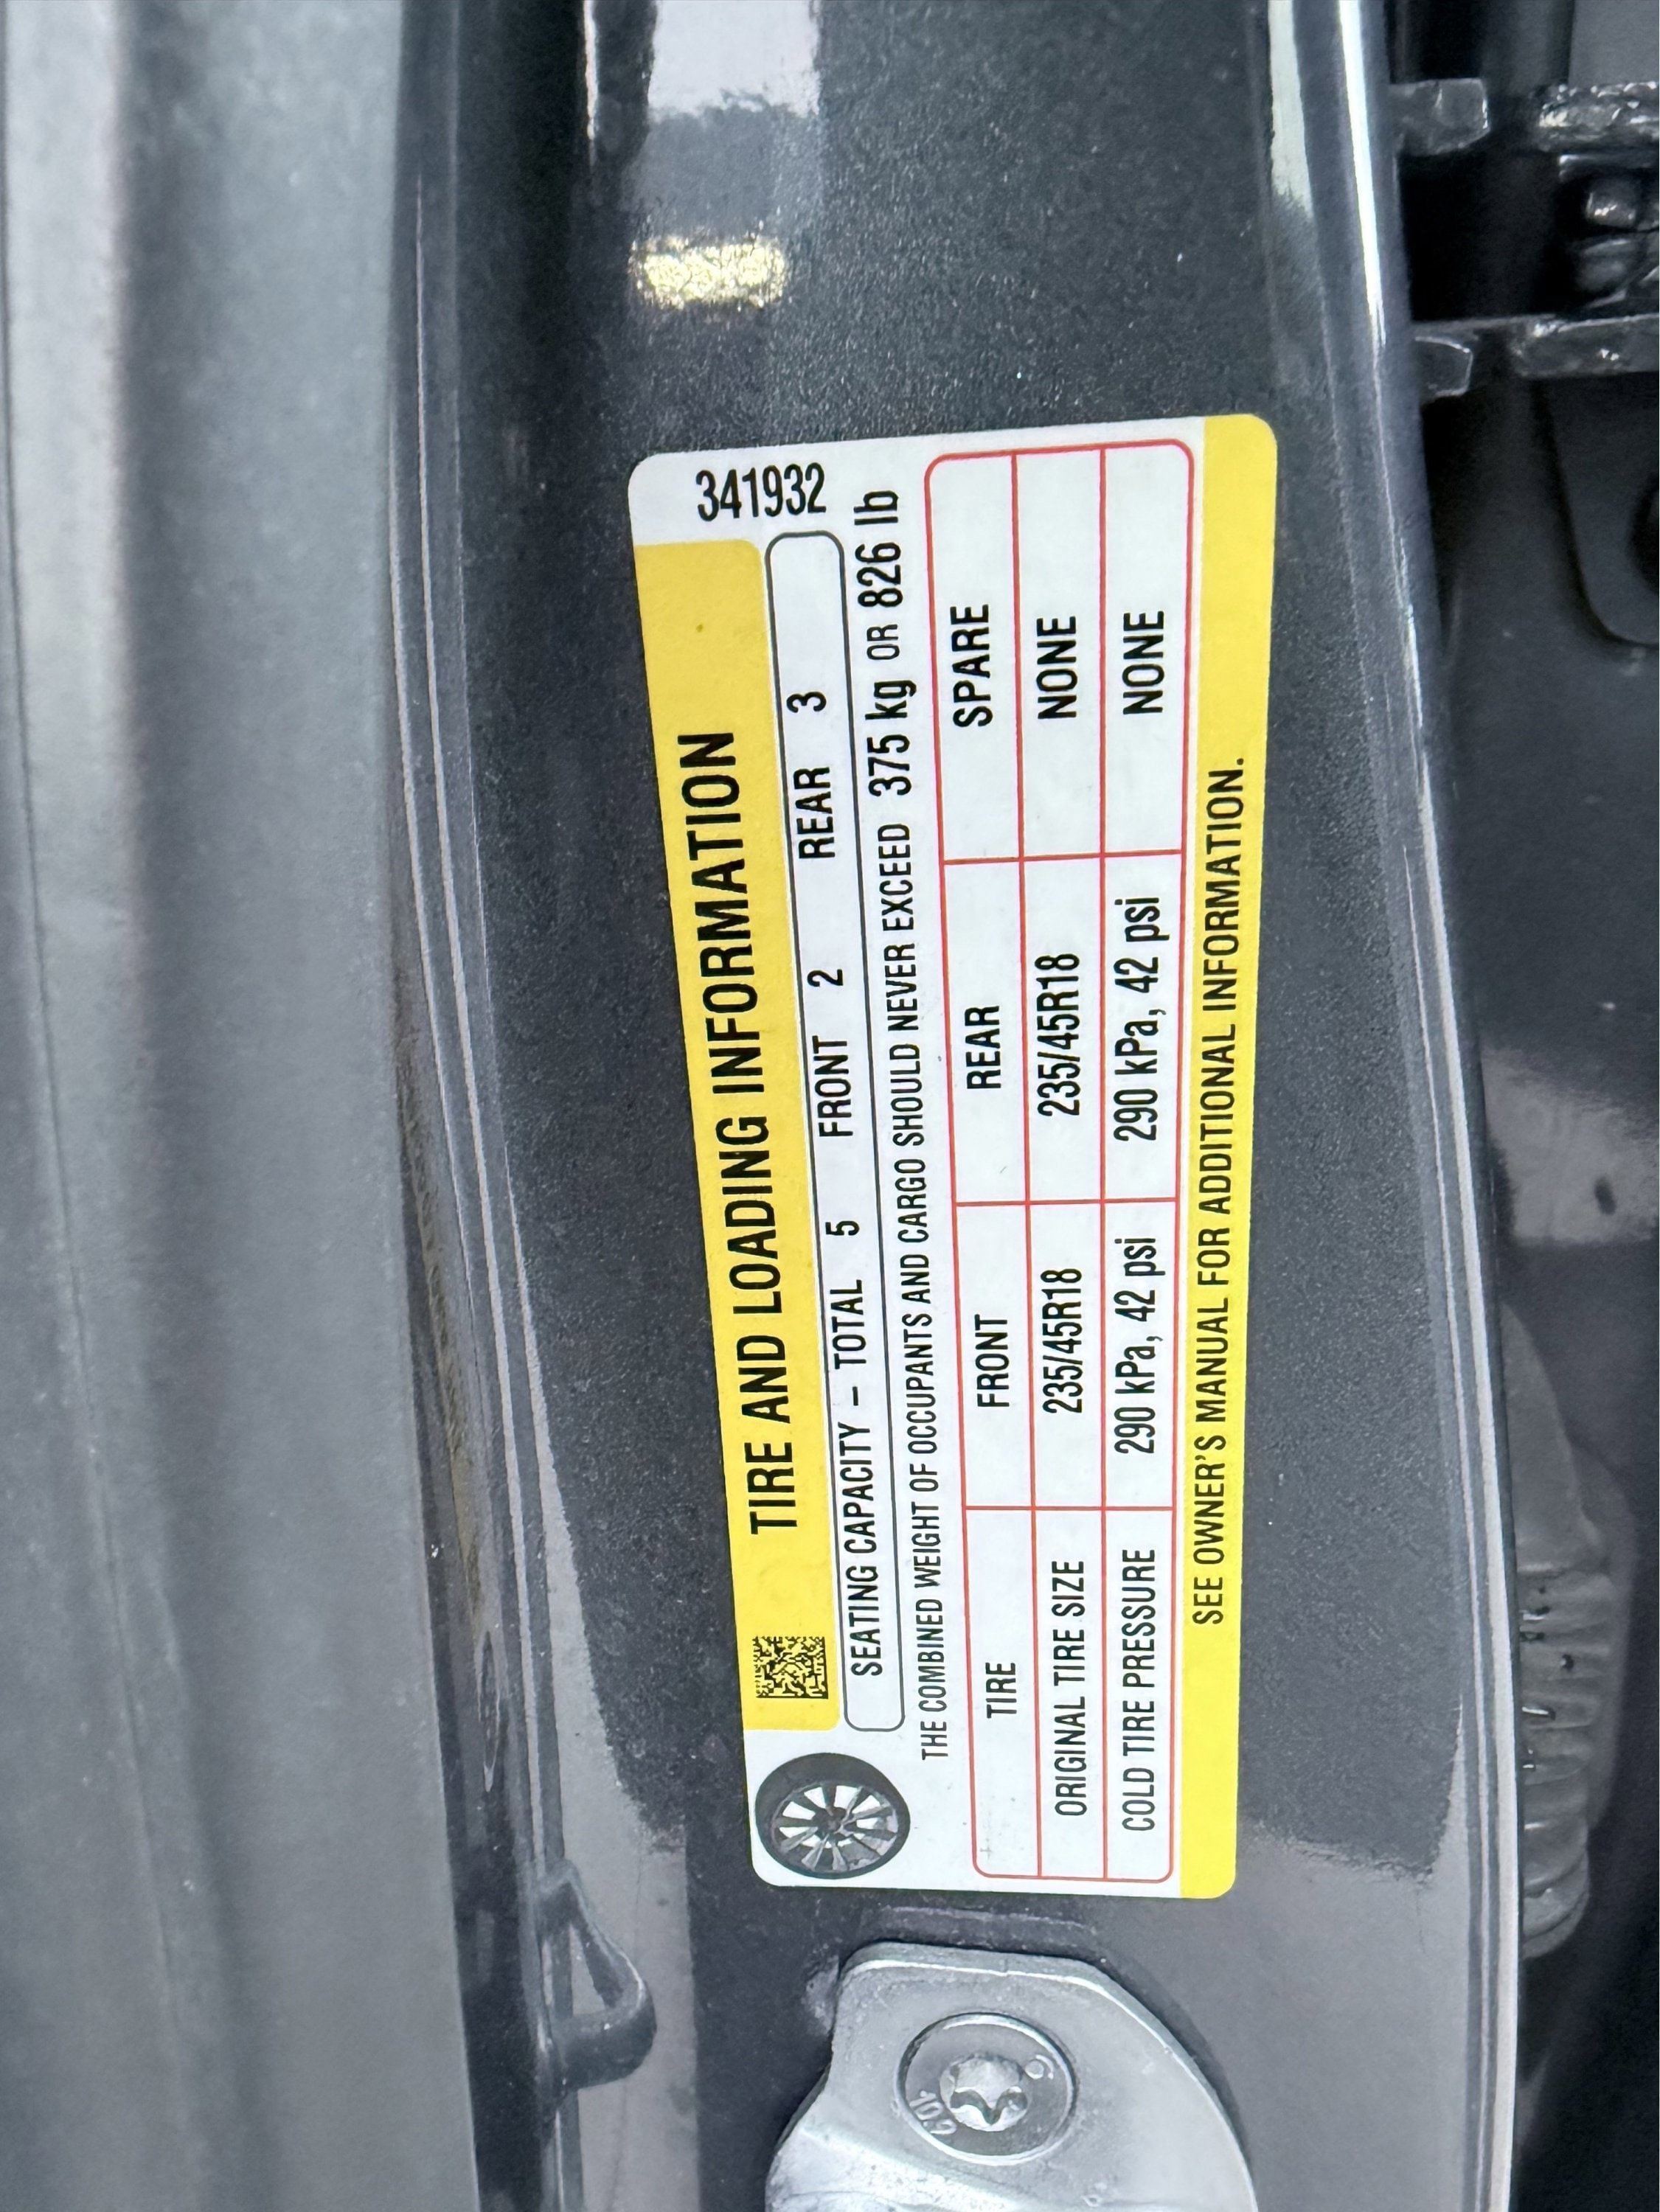 341932
TIRE AND LOADING INFORMATION
SEATING CAPACITY – TOTAL 5 FRONT 2 REAR 3
THE COMBINED WEIGHT OF OCCUPANTS AND CARGO SHOULD NEVER EXCEED 375 kg OR 826 lb
TIRE FRONT REAR SPARE
ORIGINAL TIRE SIZE 235/45R18 235/45R18 NONE
COLD TIRE PRESSURE 290 kPa, 42 psi 290 kPa, 42 psi NONE
SEE OWNER'S MANUAL FOR ADDITIONAL INFORMATION.
10.9